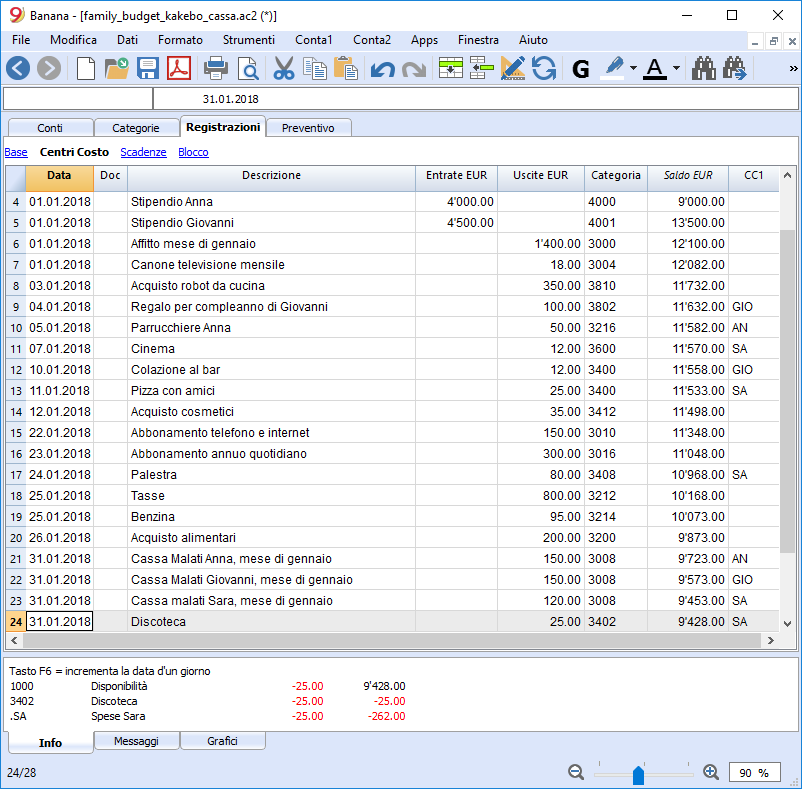 Banana - [family_budget_kakebo_cassa.ac2 (*)]
File Modifica Dati Formato Strumenti Conta1 Conta2 Apps Finestra Aiuto
G A »
31.01.2018
Conti Categorie Registrazioni Preventivo
Base Centri Costo Scadenze Blocco
Data Doc Descrizione Entrate EUR Uscite EUR Categoria Saldo EUR CC1
4 01.01.2018 Stipendio Anna 4'000.00 4000 9'000.00
5 01.01.2018 Stipendio Giovanni 4'500.00 4001 13'500.00
6 01.01.2018 Affitto mese di gennaio 1'400.00 3000 12'100.00
7 01.01.2018 Canone televisione mensile 18.00 3004 12'082.00
8 03.01.2018 Acquisto robot da cucina 350.00 3810 11'732.00
9 04.01.2018 Regalo per compleanno di Giovanni 100.00 3802 11'632.00 GIO
10 05.01.2018 Parrucchiere Anna 50.00 3216 11'582.00 AN
11 07.01.2018 Cinema 12.00 3600 11'570.00 SA
12 10.01.2018 Colazione al bar 12.00 3400 11'558.00 GIO
13 11.01.2018 Pizza con amici 25.00 3400 11'533.00 SA
14 12.01.2018 Acquisto cosmetici 35.00 3412 11'498.00
15 22.01.2018 Abbonamento telefono e internet 150.00 3010 11'348.00
16 23.01.2018 Abbonamento annuo quotidiano 300.00 3016 11'048.00
17 24.01.2018 Palestra 80.00 3408 10'968.00 SA
18 25.01.2018 Tasse 800.00 3212 10'168.00
19 25.01.2018 Benzina 95.00 3214 10'073.00
20 26.01.2018 Acquisto alimentari 200.00 3200 9'873.00
21 31.01.2018 Cassa Malati Anna, mese di gennaio 150.00 3008 9'723.00 AN
22 31.01.2018 Cassa Malati Giovanni, mese di gennaio 150.00 3008 9'573.00 GIO
23 31.01.2018 Cassa malati Sara, mese di gennaio 120.00 3008 9'453.00 SA
24 31.01.2018 Discoteca 25.00 3402 9'428.00 SA
Tasto F6 = incrementa la data d'un giorno
1000 Disponibilità -25.00 9'428.00
3402 Discoteca -25.00 -25.00
.SA Spese Sara -25.00 -262.00
Info Messaggi Grafici
24/28 90 %